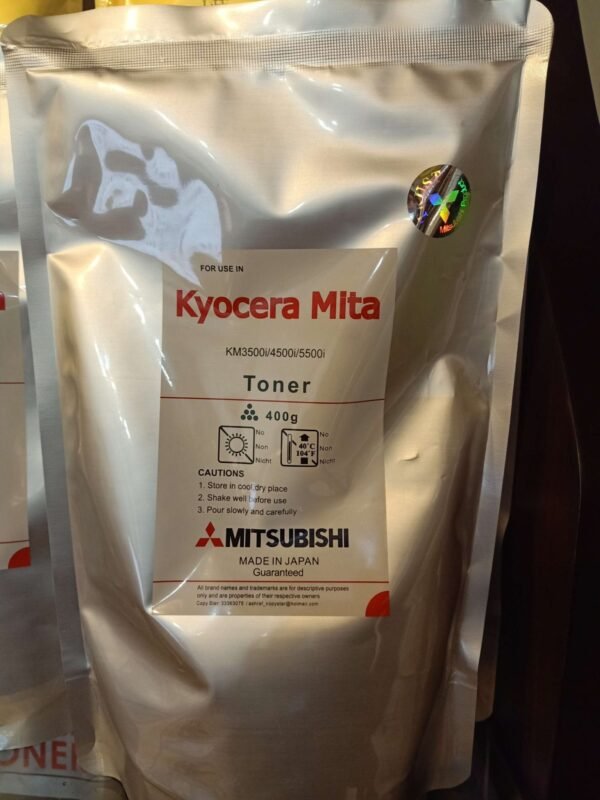 FOR USE IN
Kyocera Mita
KM3500i/4500i/5500i
Toner
400g
No
Non
Nicht
40°C
104°F
No
Non
Nicht
CAUTIONS
1. Store in cool,dry place
2. Shake well before use
3. Pour slowly and carefully
MITSUBISHI
MADE IN JAPAN
Guaranteed
All brand names and trademarks are for descriptive purposes
only and are properties of their respective owners
ONER